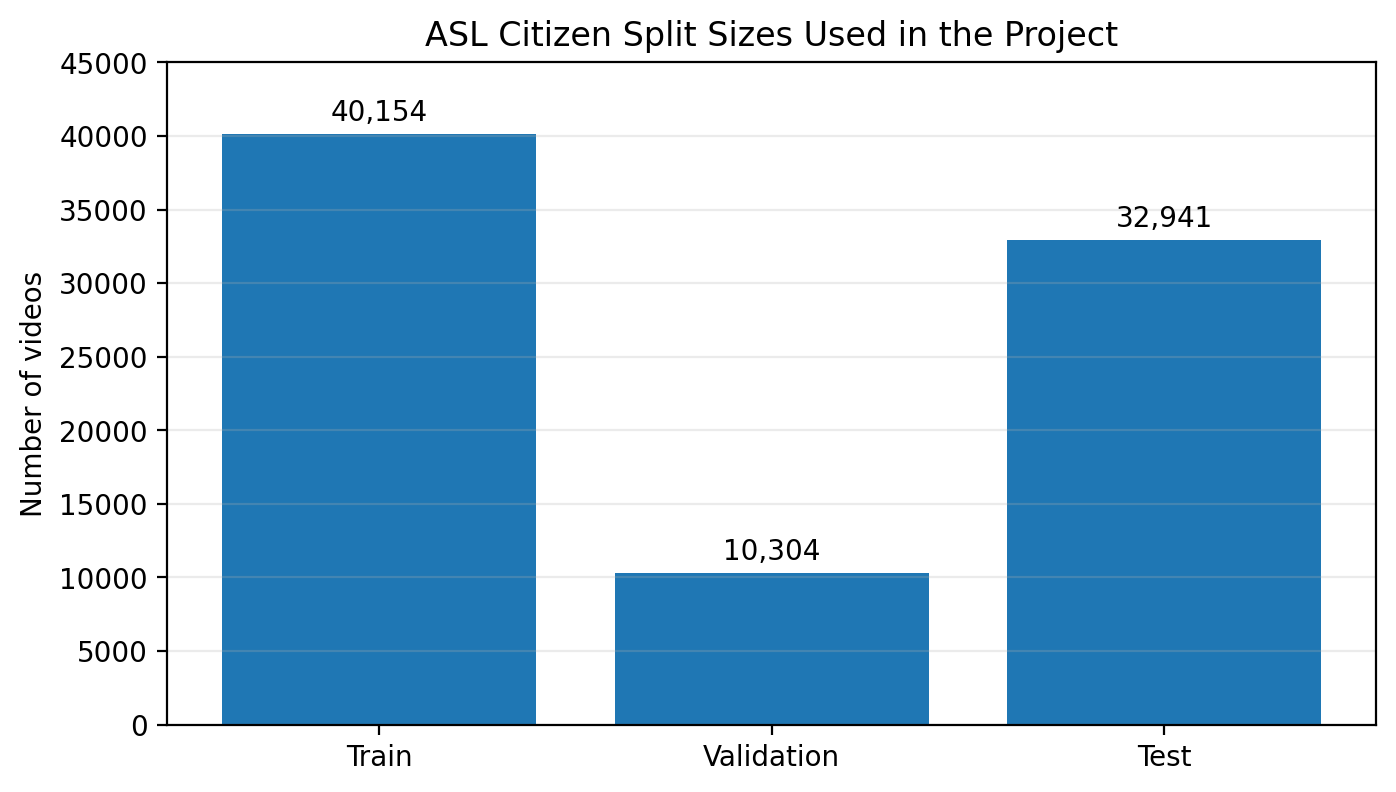 ASL Citizen Split Sizes Used in the Project
Number of videos
45000
40000
35000
30000
25000
20000
15000
10000
5000
0
40,154
10,304
32,941
Train
Validation
Test